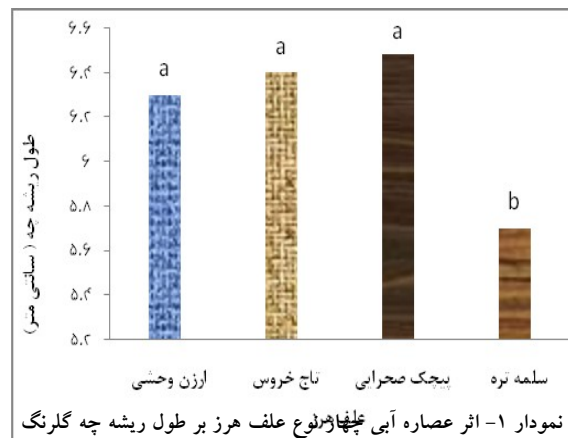 ۶.۶
۶.۴
۶.۲
۶
۵.۸
۵.۶
۵.۴
۵.۲
طول ریشه چه ( سانتی متر)
a
a
a
b
ارزن وحشی
تاج خروس
پیچک صحرایی
سلمه تره
علف هرز
نمودار ۱- اثر عصاره آبی چهار نوع علف هرز بر طول ریشه چه گلرنگ